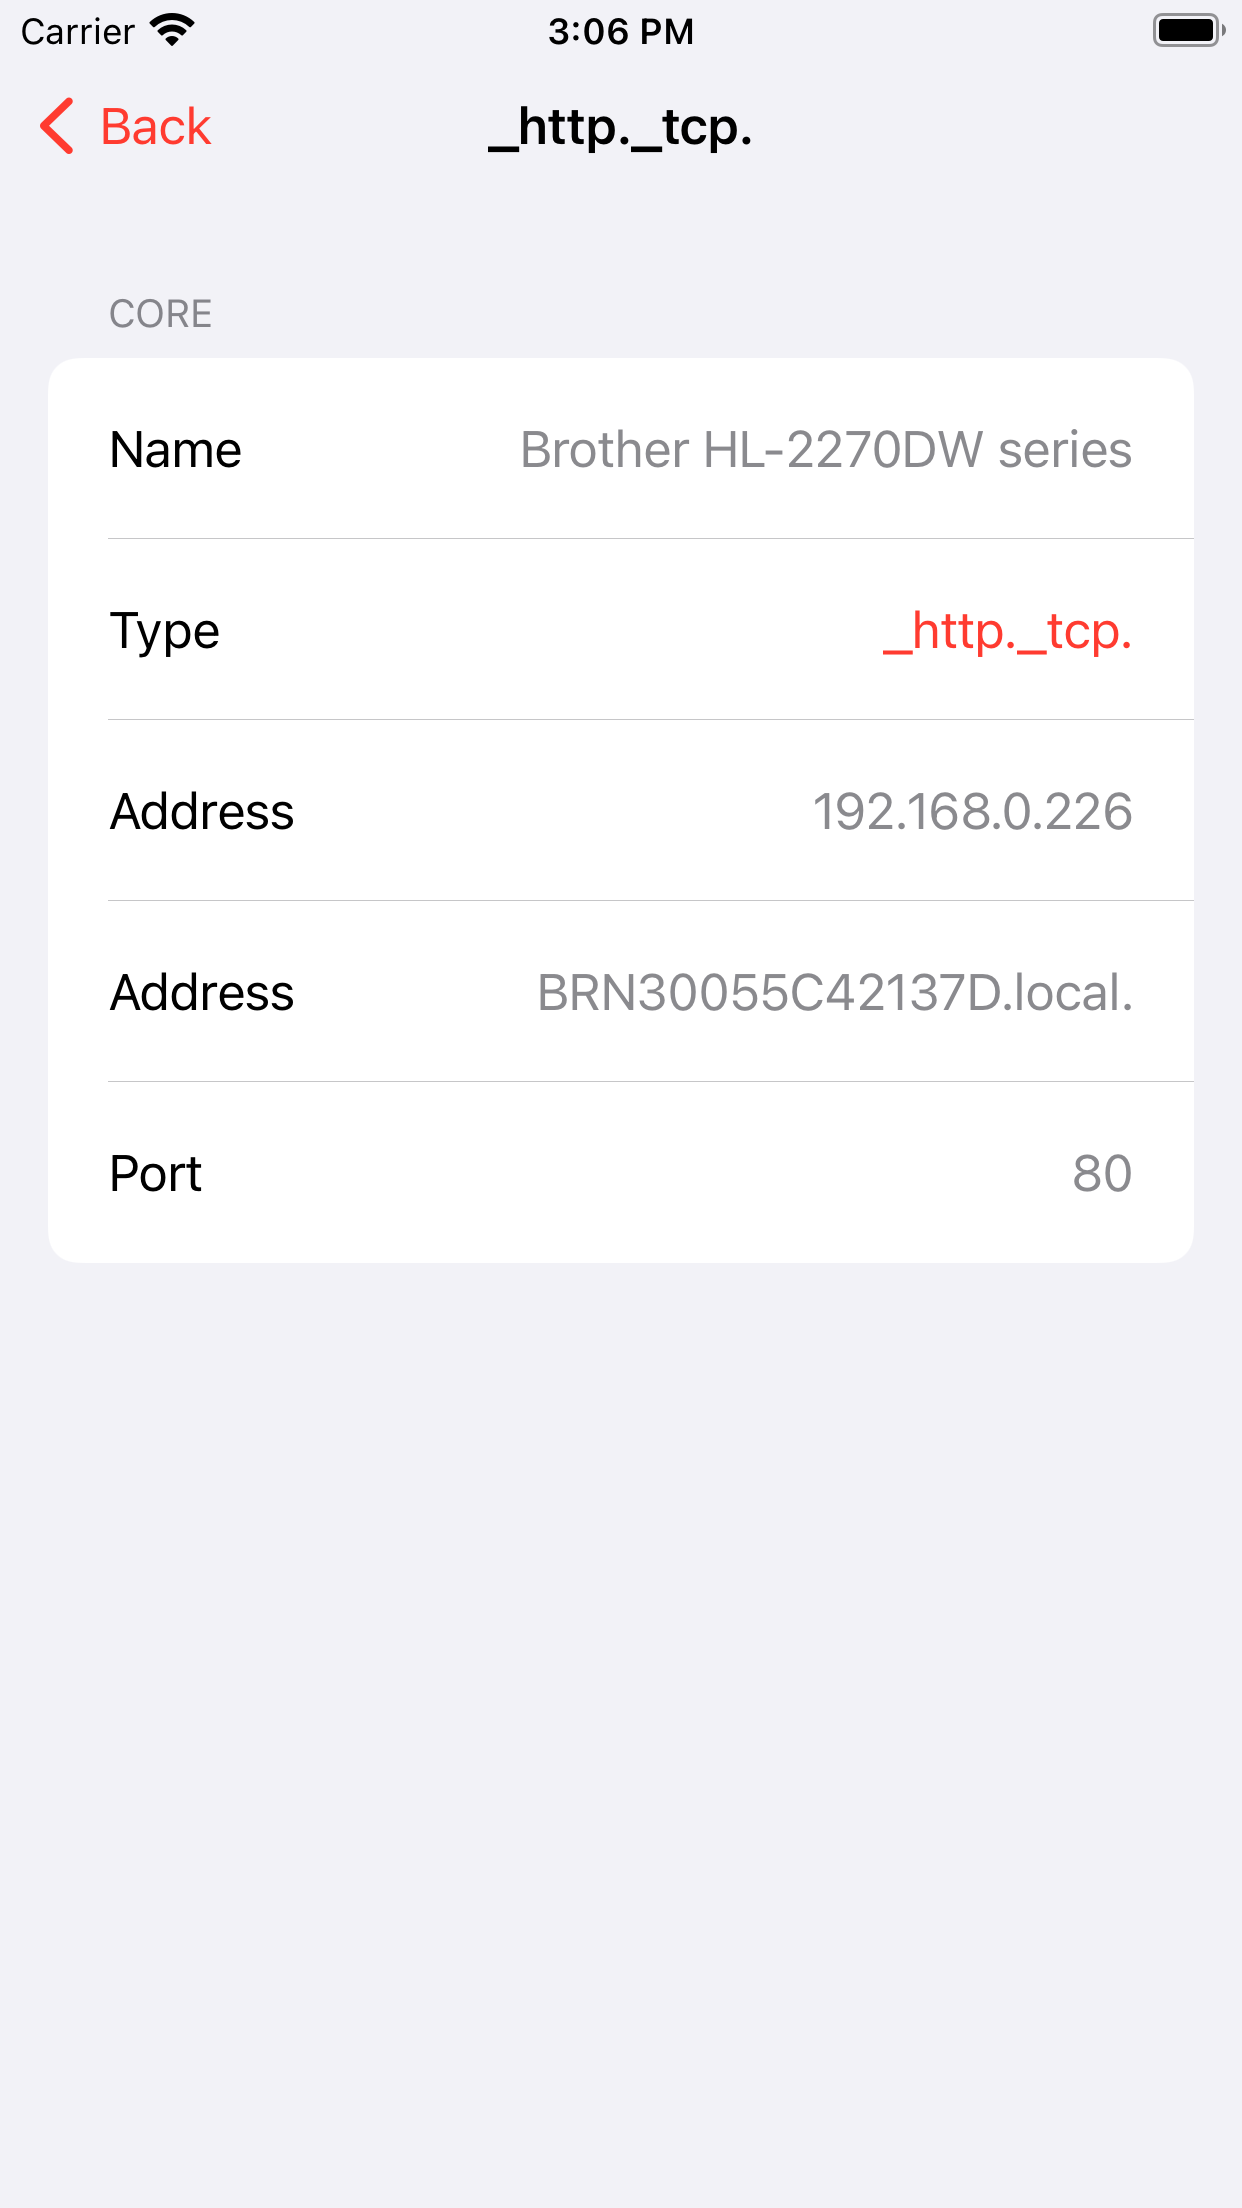 Carrier 3:06 PM
Back _http._tcp.
CORE
Name Brother HL-2270DW series
Type _http._tcp.
Address 192.168.0.226
Address BRN30055C42137D.local.
Port 80